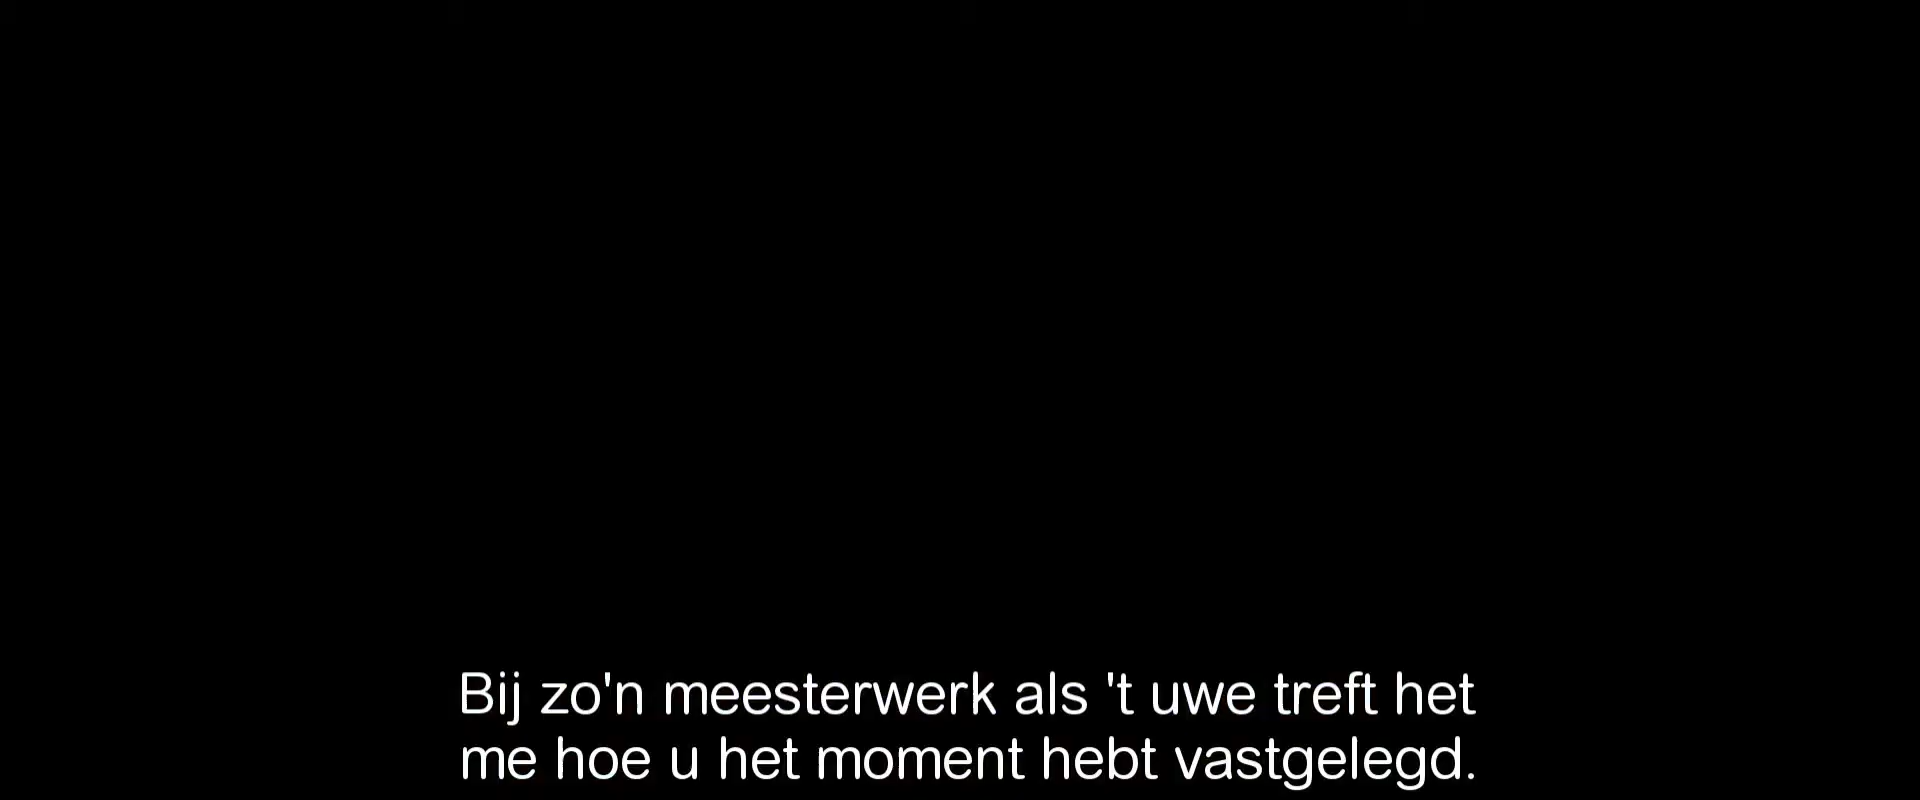 Bij zo'n meesterwerk als 't uwe treft het
me hoe u het moment hebt vastgelegd.